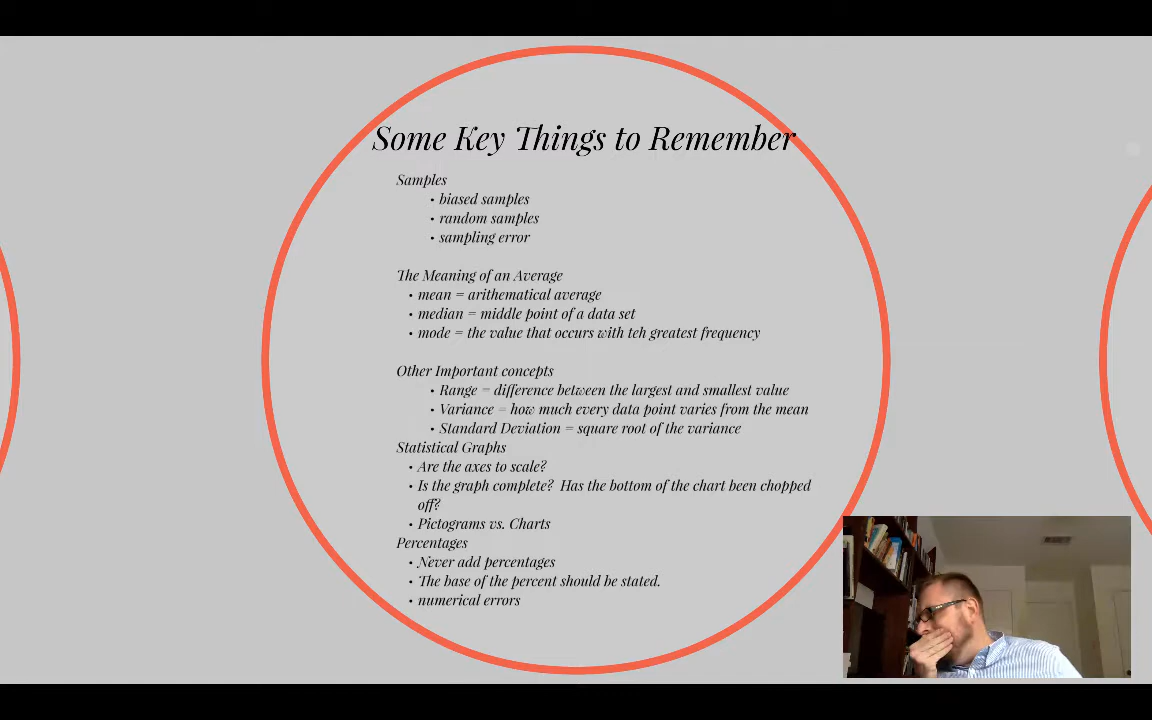 Some Key Things to Remember
Samples
• biased samples
• random samples
• sampling error
The Meaning of an Average
• mean = arithematical average
• median = middle point of a data set
• mode = the value that occurs with teh greatest frequency
Other Important concepts
• Range = difference between the largest and smallest value
• Variance = how much every data point varies from the mean
• Standard Deviation = square root of the variance
Statistical Graphs
• Are the axes to scale?
• Is the graph complete?  Has the bottom of the chart been chopped
off?
• Pictograms vs. Charts
Percentages
• Never add percentages
• The base of the percent should be stated.
• numerical errors